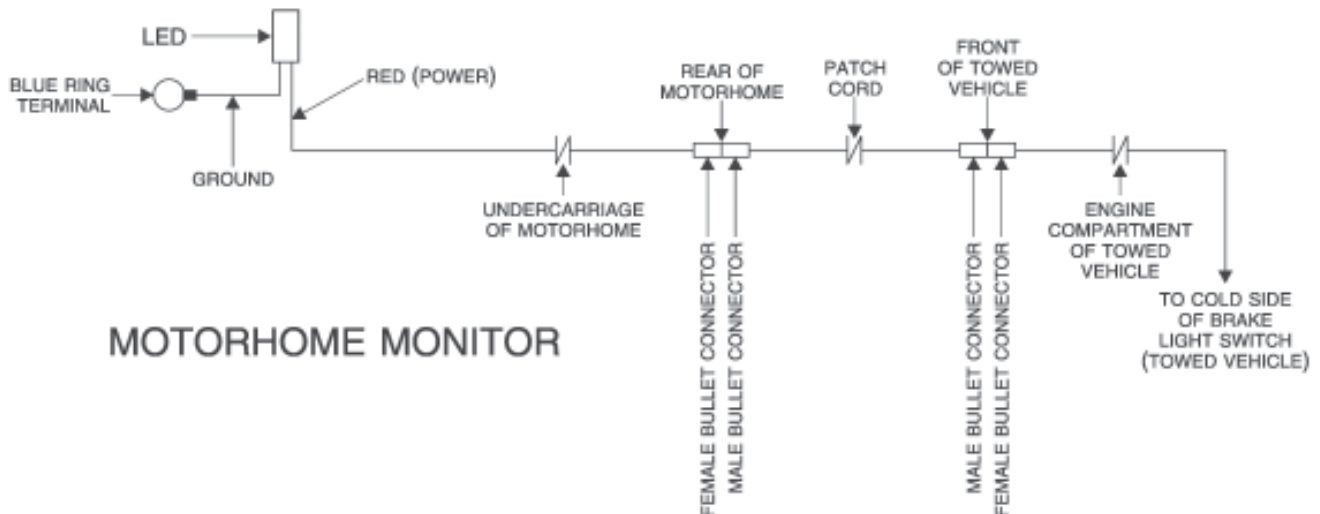 LED
BLUE RING
TERMINAL
GROUND
RED (POWER)
UNDERCARRIAGE
OF MOTORHOME
REAR OF
MOTORHOME
FEMALE BULLET CONNECTOR
MALE BULLET CONNECTOR
PATCH
CORD
FRONT
OF TOWED
VEHICLE
MALE BULLET CONNECTOR
FEMALE BULLET CONNECTOR
ENGINE
COMPARTMENT
OF TOWED
VEHICLE
TO COLD SIDE
OF BRAKE
LIGHT SWITCH
(TOWED VEHICLE)
MOTORHOME MONITOR